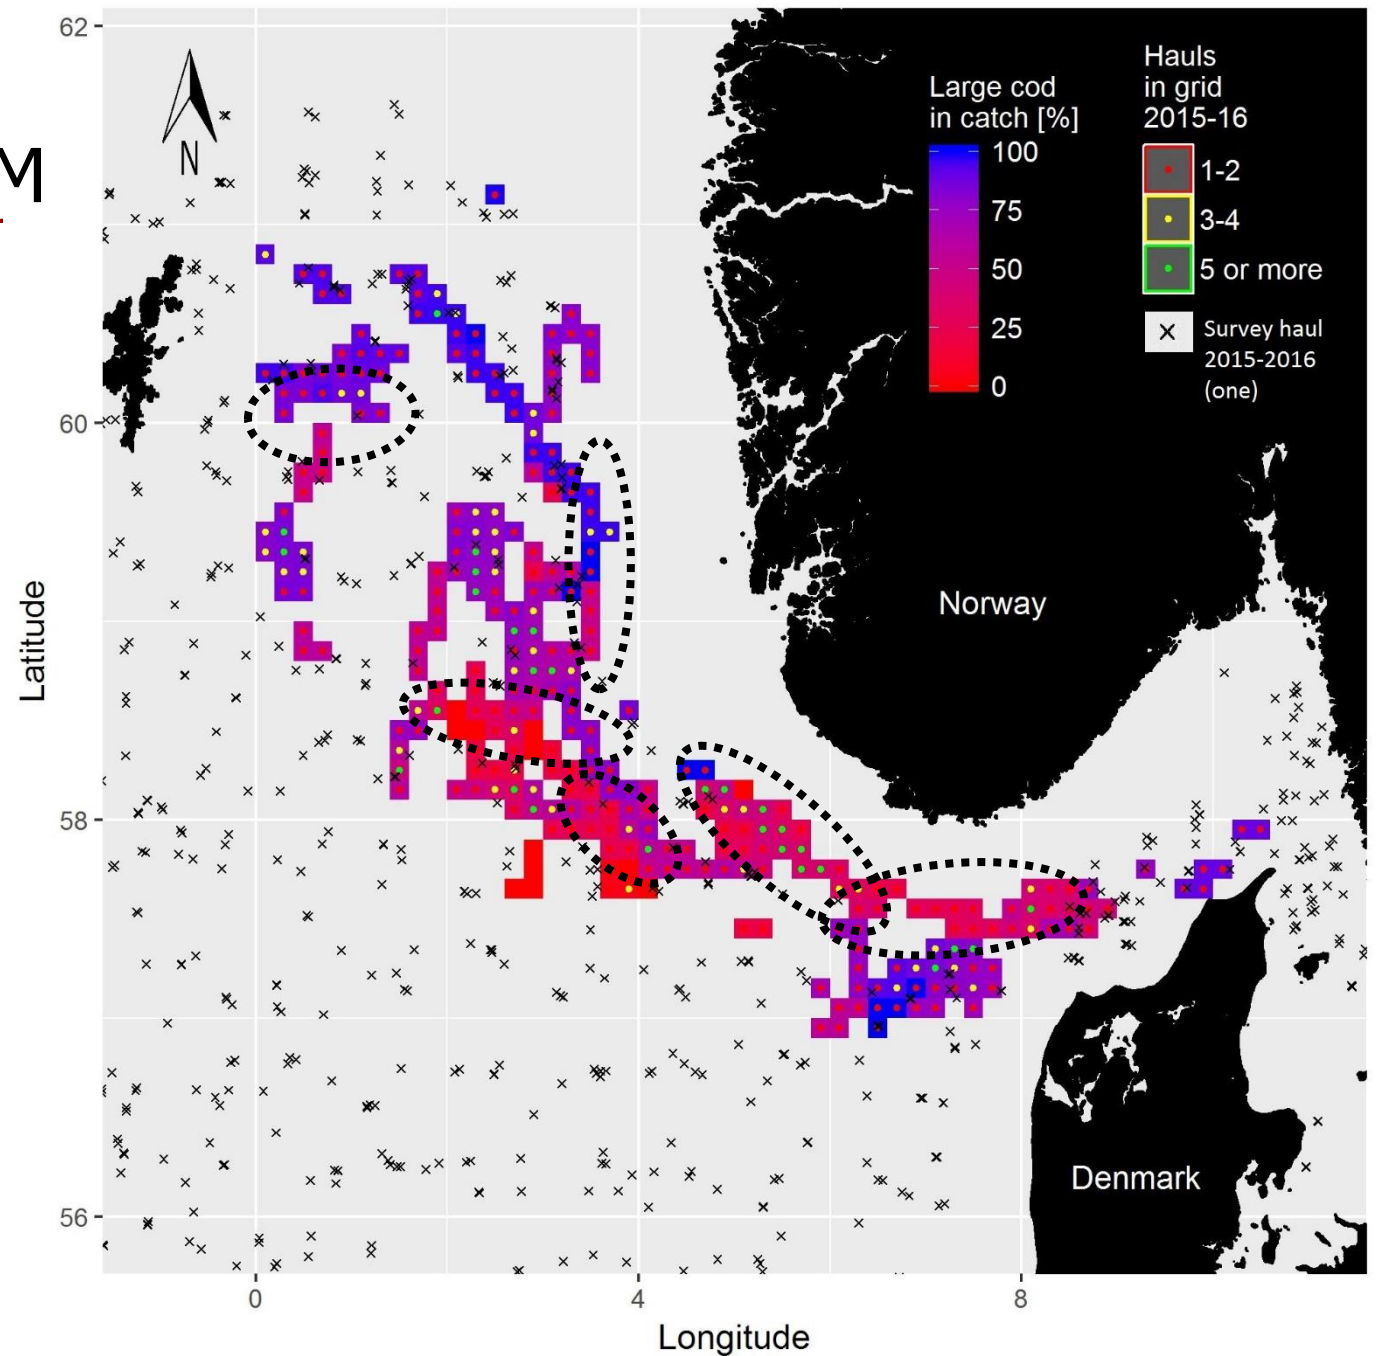 62
60
58
56
Latitude
M
N
Large cod
in catch [%]
100
75
50
25
0
Hauls
in grid
2015-16
1-2
3-4
5 or more
Survey haul
2015-2016
(one)
Norway
Denmark
0
4
8
Longitude